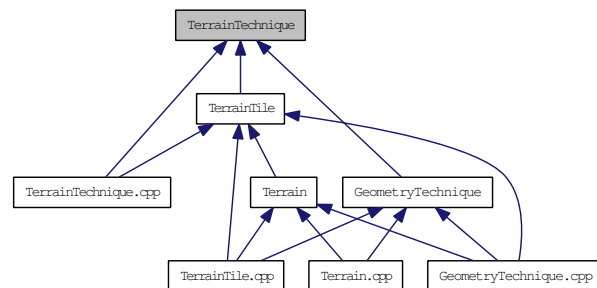 TerrainTechnique
TerrainTile
TerrainTechnique.cpp
Terrain
GeometryTechnique
TerrainTile.cpp
Terrain.cpp
GeometryTechnique.cpp